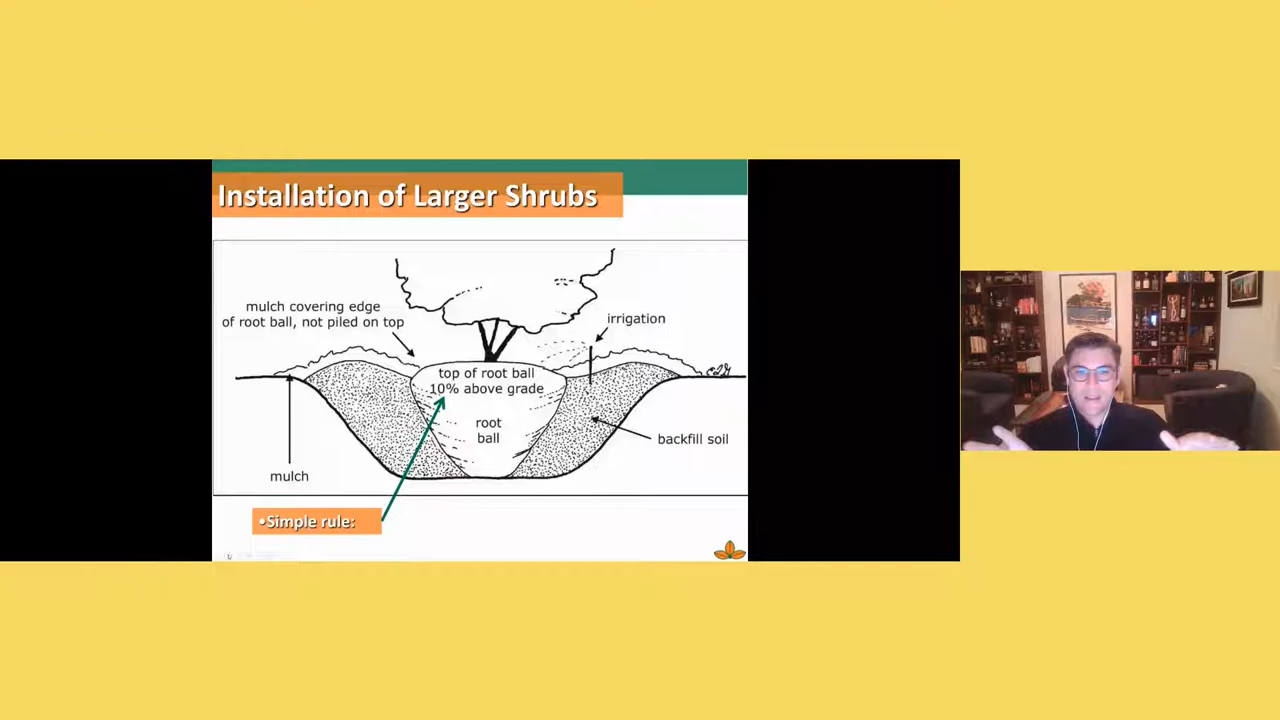 Installation of Larger Shrubs
mulch covering edge
of root ball, not piled on top
irrigation
top of root ball
10% above grade
root
ball
backfill soil
mulch
•Simple rule: